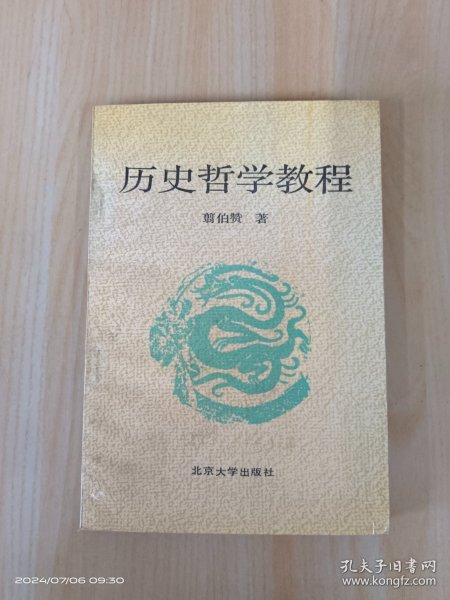 历史哲学教程
翦伯赞 著
北京大学出版社
2024/07/06 09:30
孔夫子旧书网
www.kongfz.com